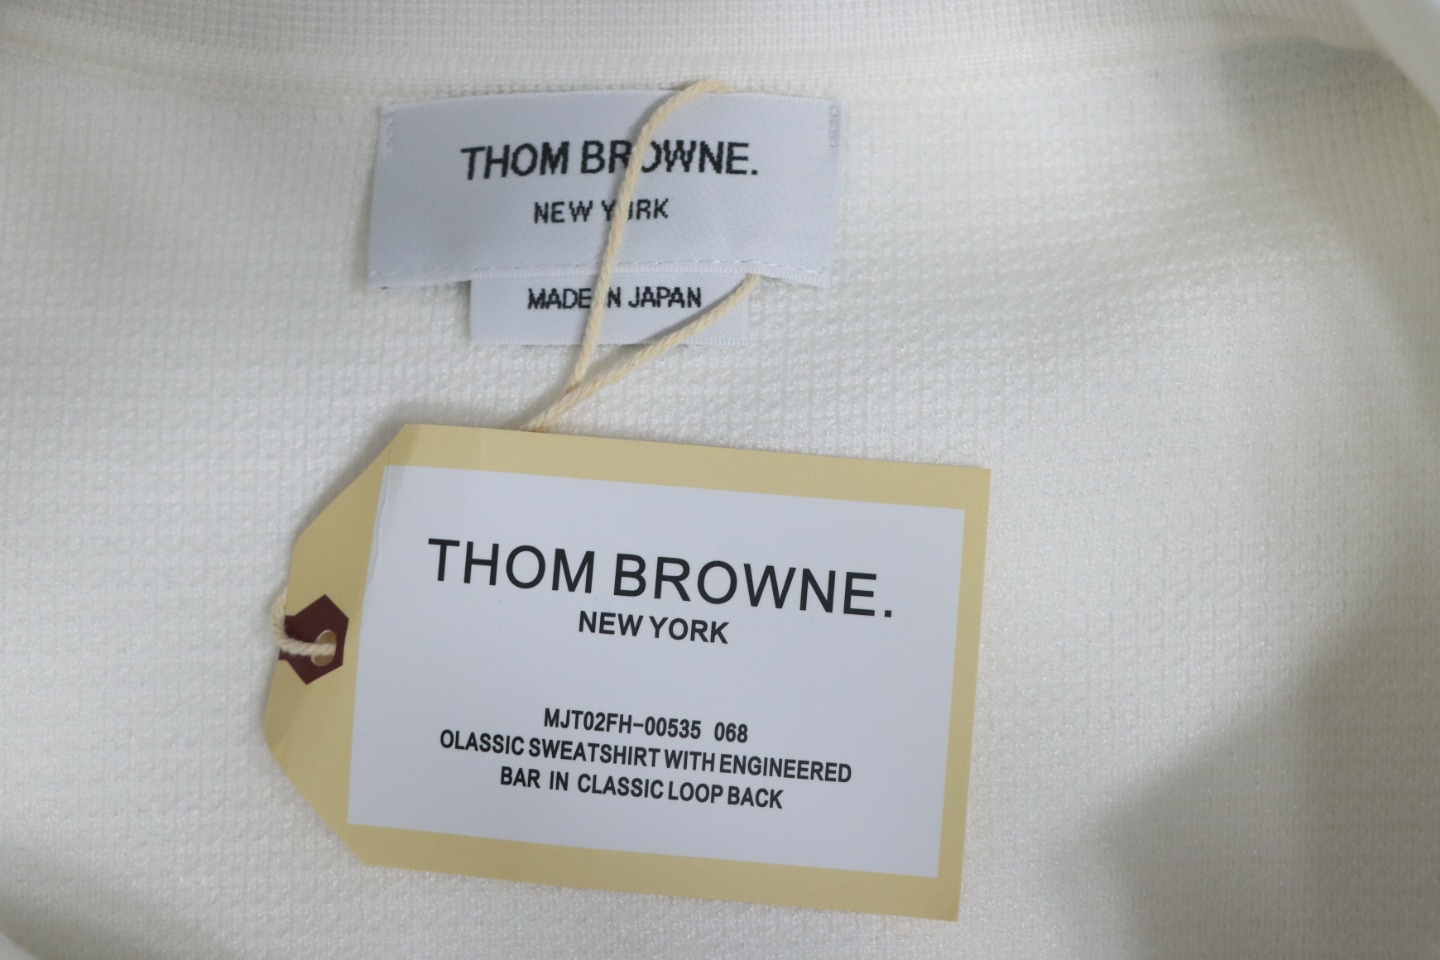 THOM BROWNE.
NEW YORK
MADE IN JAPAN
THOM BROWNE.
NEW YORK
MJT02FH-00535 068
OLASSIC SWEATSHIRT WITH ENGINEERED
BAR IN CLASSIC LOOP BACK